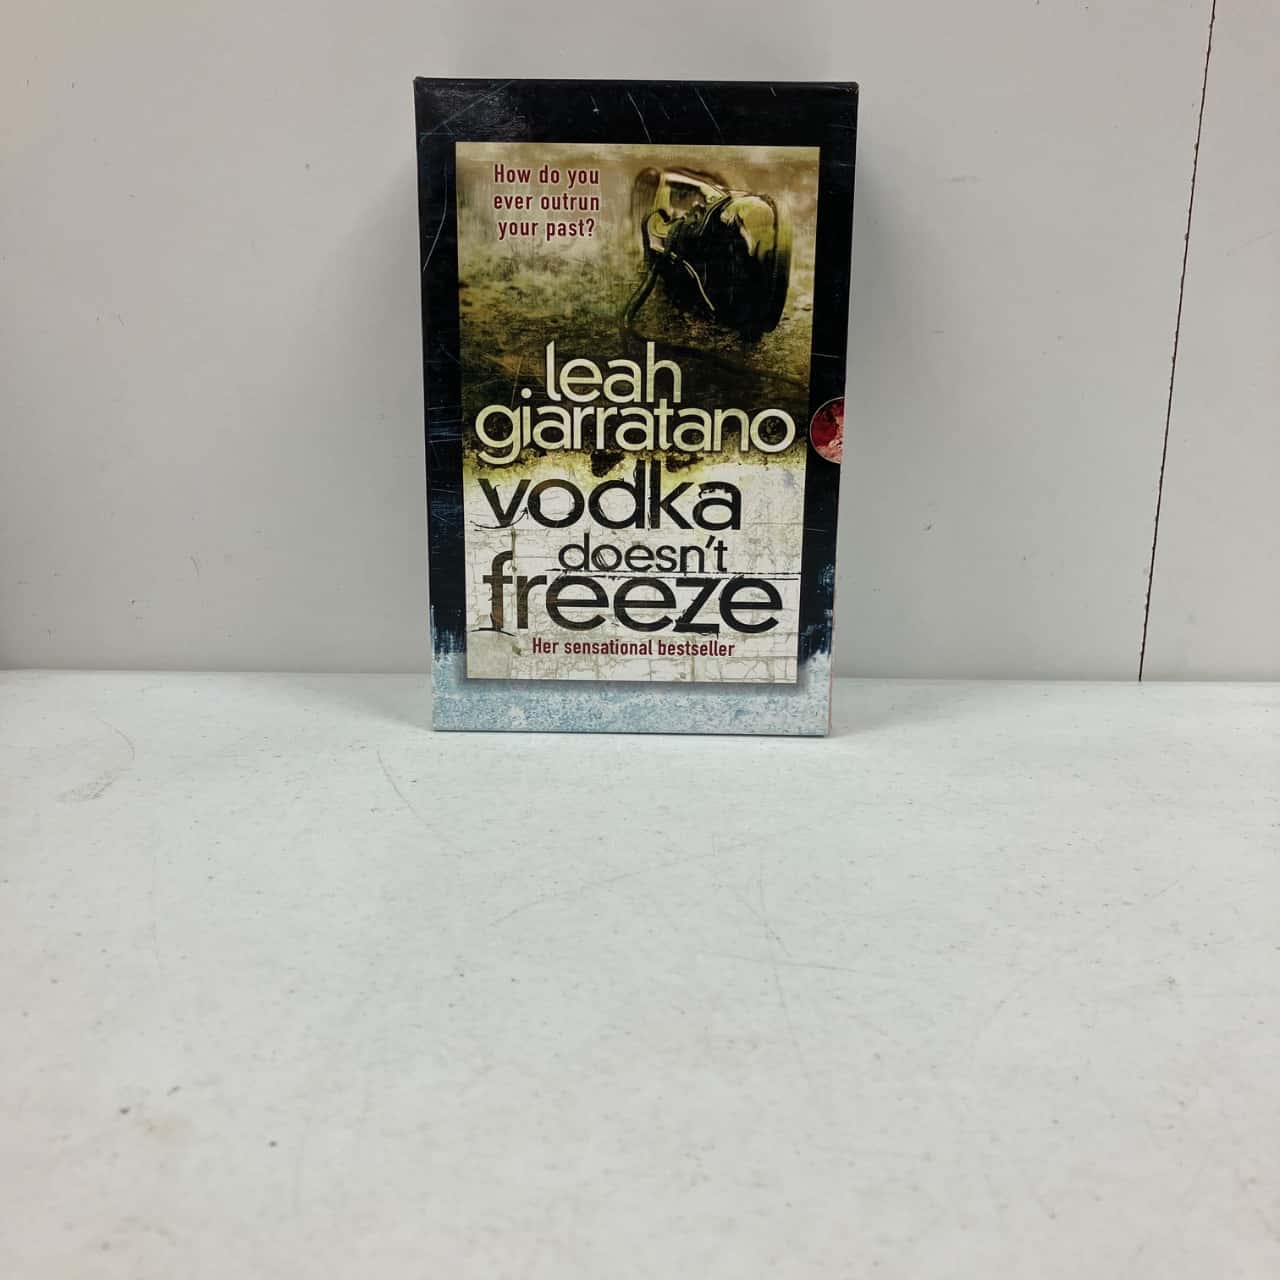 How do you
ever outrun
your past?
leah
giarratano
vodka
doesn't
freeze
Her sensational bestseller